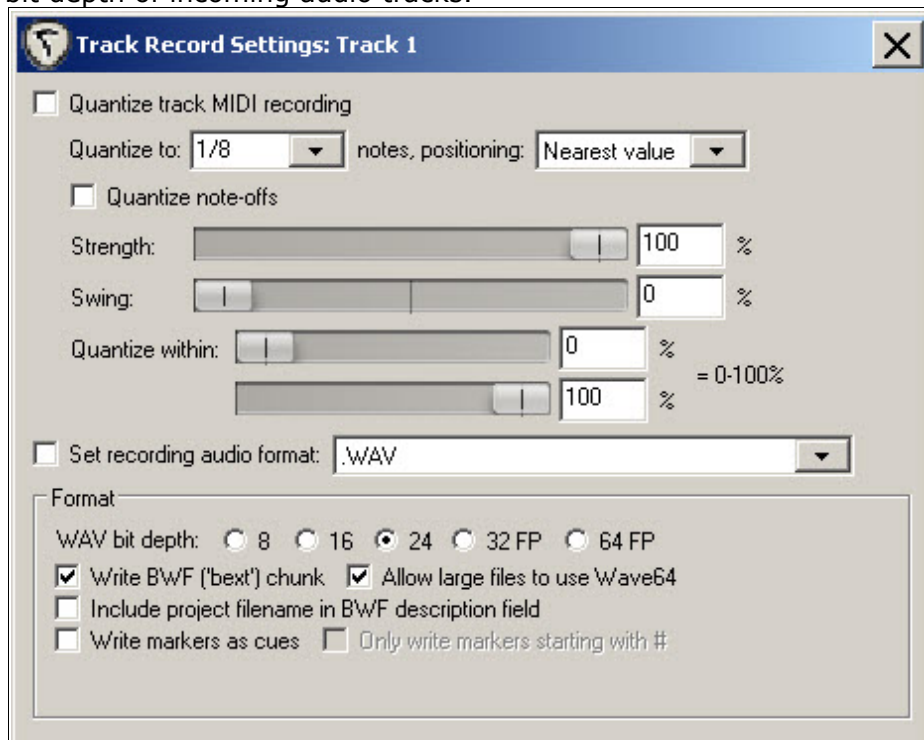 bit depth of incoming audio tracks.
Track Record Settings: Track 1
Quantize track MIDI recording
Quantize to: 1/8 notes, positioning: Nearest value
Quantize note-offs
Strength: 100 %
Swing: 0 %
Quantize within: 0 %
= 0-100%
100 %
Set recording audio format: .WAV
Format
WAV bit depth: 8 16 24 32 FP 64 FP
Write BWF ('bext') chunk Allow large files to use Wave64
Include project filename in BWF description field
Write markers as cues Only write markers starting with #